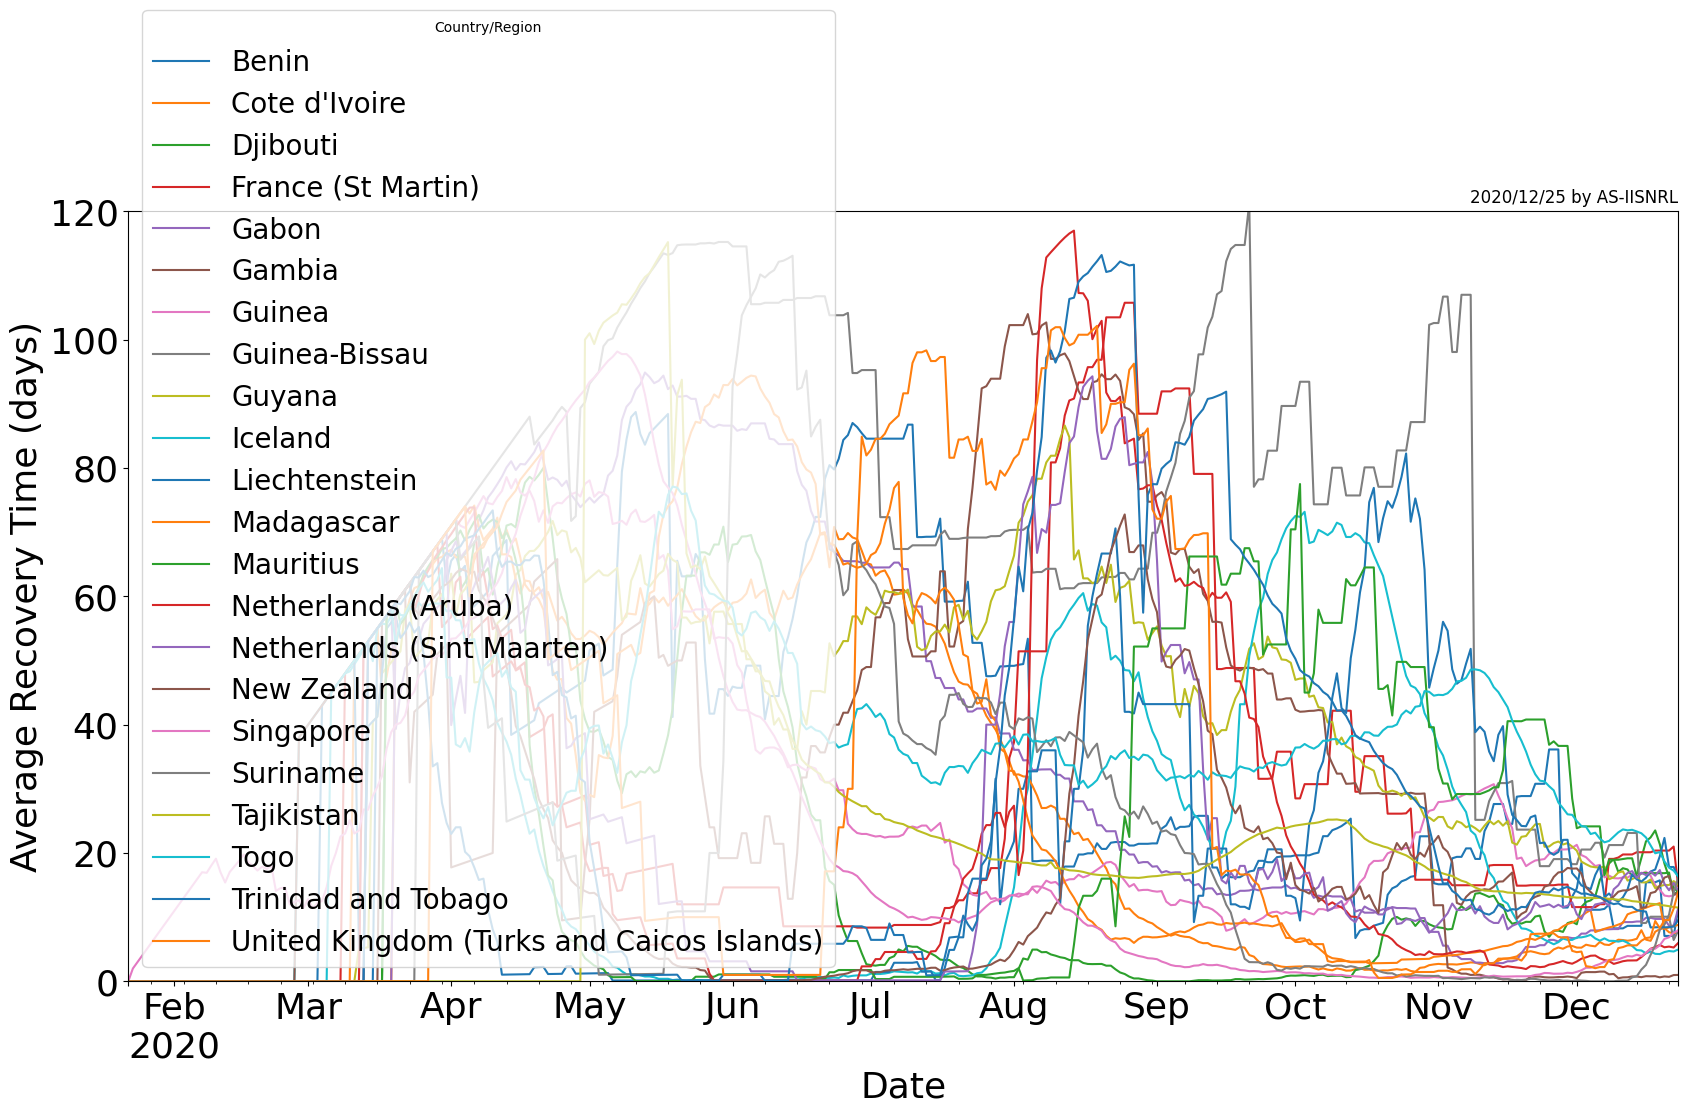 Country/Region
Benin
Cote d'Ivoire
Djibouti
France (St Martin)
Gabon
Gambia
Guinea
Guinea-Bissau
Guyana
Iceland
Liechtenstein
Madagascar
Mauritius
Netherlands (Aruba)
Netherlands (Sint Maarten)
New Zealand
Singapore
Suriname
Tajikistan
Togo
Trinidad and Tobago
United Kingdom (Turks and Caicos Islands)
2020/12/25 by AS-IISNRL
Average Recovery Time (days)
120
100
80
60
40
20
0
Feb Mar Apr May Jun Jul Aug Sep Oct Nov Dec
2020
Date